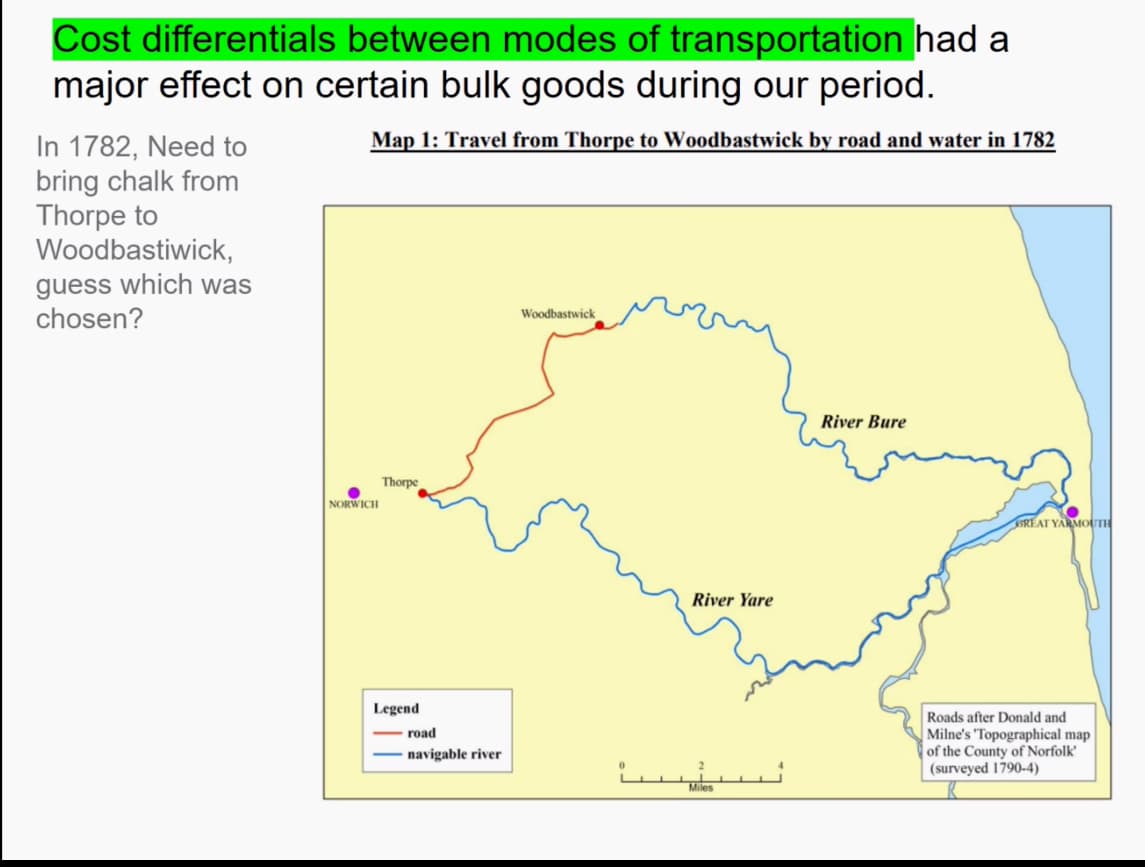 Cost differentials between modes of transportation had a
major effect on certain bulk goods during our period.
In 1782, Need to
bring chalk from
Thorpe to
Woodbastiwick,
guess which was
chosen?
Map 1: Travel from Thorpe to Woodbastwick by road and water in 1782
Woodbastwick
River Bure
Thorpe
NORWICH
GREAT YARMOUTH
River Yare
Legend
road
navigable river
0 2 4
Miles
Roads after Donald and
Milne's 'Topographical map
of the County of Norfolk'
(surveyed 1790-4)